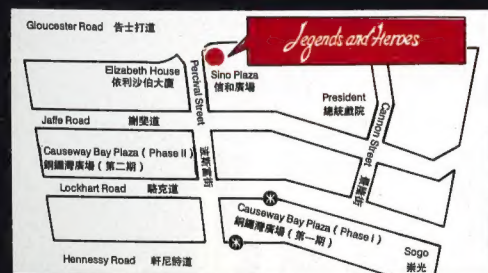 Gloucester Road 告士打道
Legends and Heroes
Elizabeth House
依利沙伯大廈
Percival Street
波斯富街
Sino Plaza
信和廣場
President
總統戲院
Cannon Street
景隆街
Jaffe Road 謝斐道
Causeway Bay Plaza ( Phase II )
銅鑼灣廣場（第二期）
Lockhart Road 駱克道
Causeway Bay Plaza ( Phase I )
銅鑼灣廣場（第一期）
Sogo
崇光
Hennessy Road 軒尼詩道